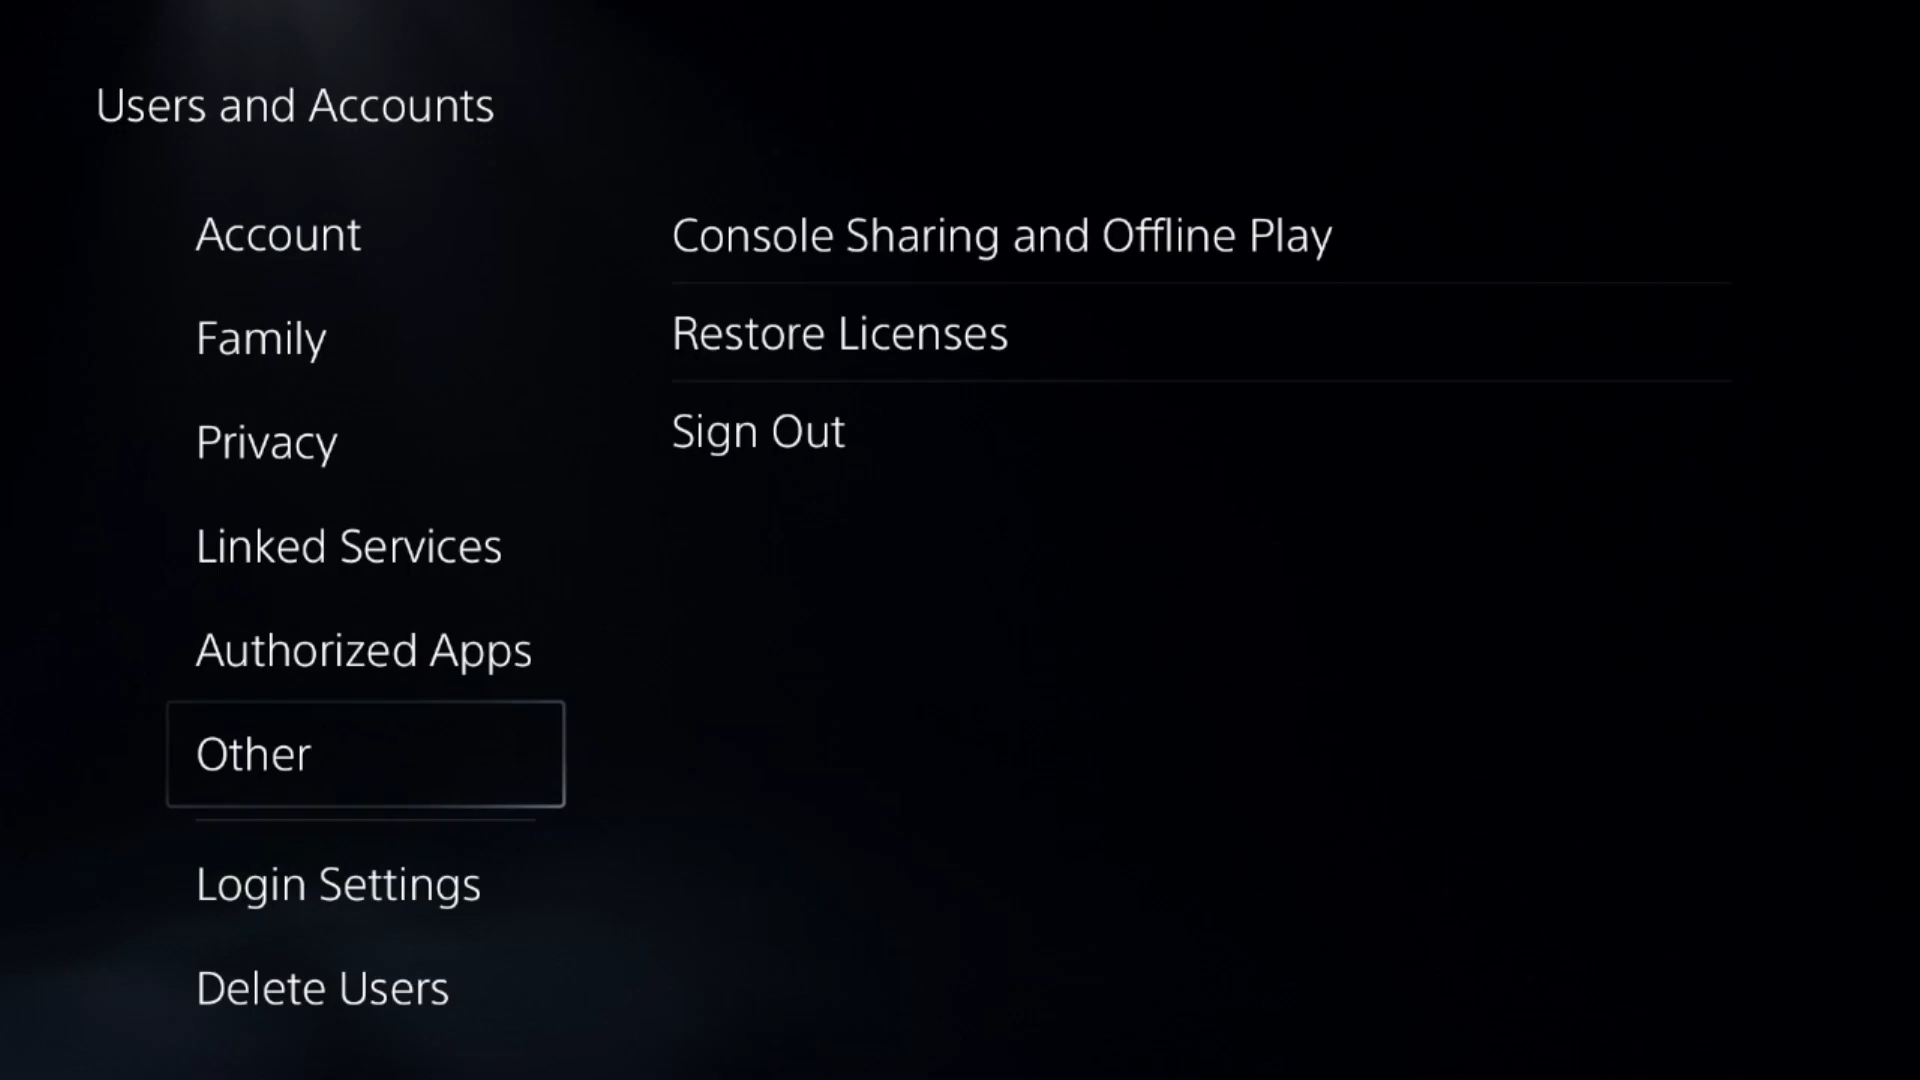 Users and Accounts
Account
Family
Privacy
Linked Services
Authorized Apps
Other
Login Settings
Delete Users
Console Sharing and Offline Play
Restore Licenses
Sign Out